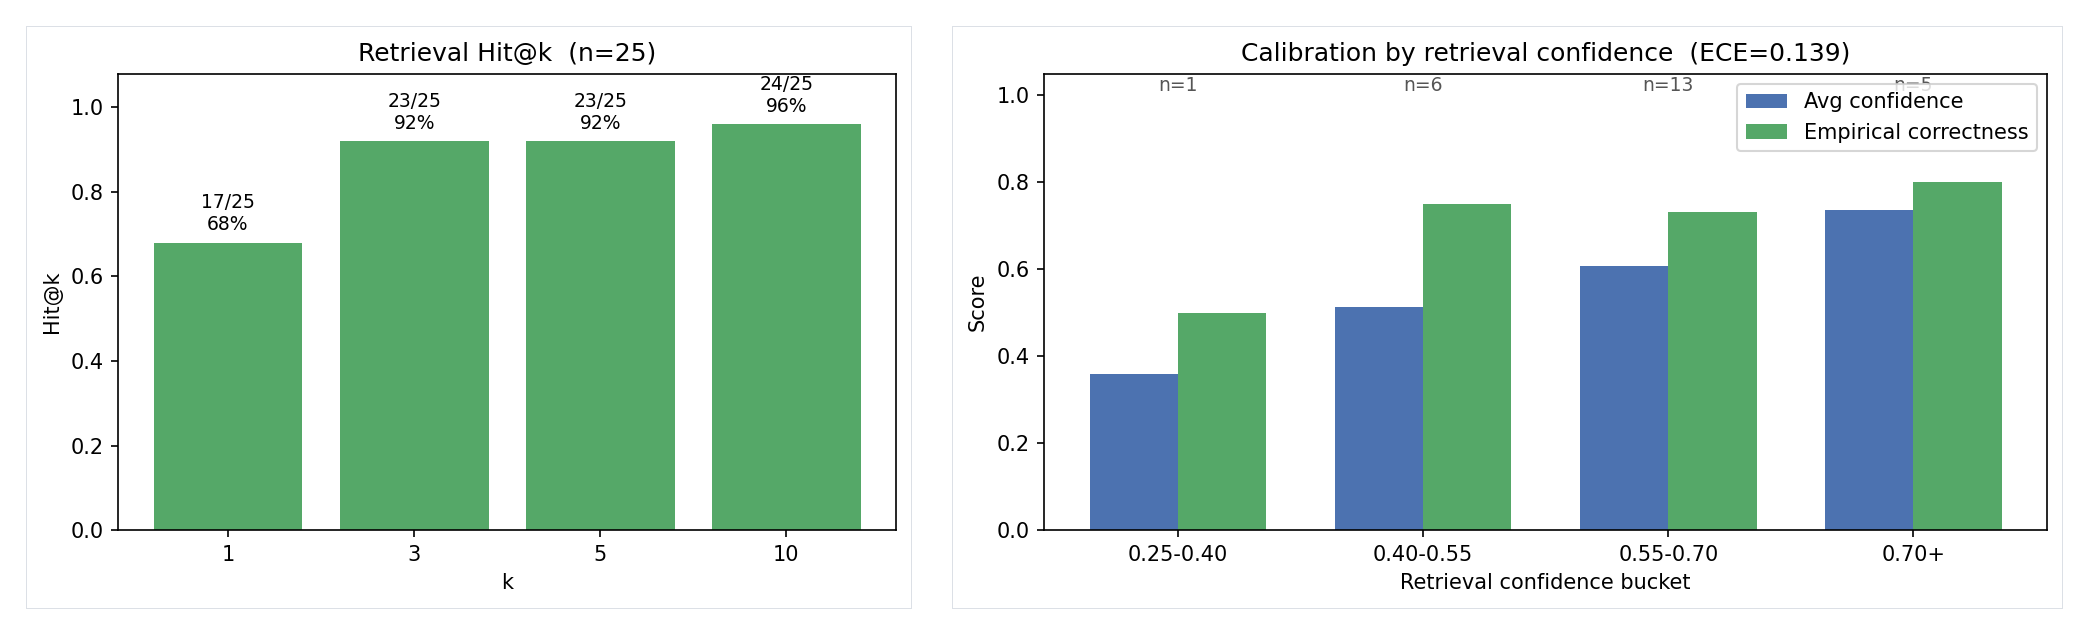 Retrieval Hit@k (n=25)
Hit@k
1.0
0.8
0.6
0.4
0.2
0.0
17/25
68%
23/25
92%
23/25
92%
24/25
96%
1 3 5 10
k
Calibration by retrieval confidence (ECE=0.139)
Score
1.0
0.8
0.6
0.4
0.2
0.0
n=1 n=6 n=13 n=5
Avg confidence
Empirical correctness
0.25-0.40 0.40-0.55 0.55-0.70 0.70+
Retrieval confidence bucket